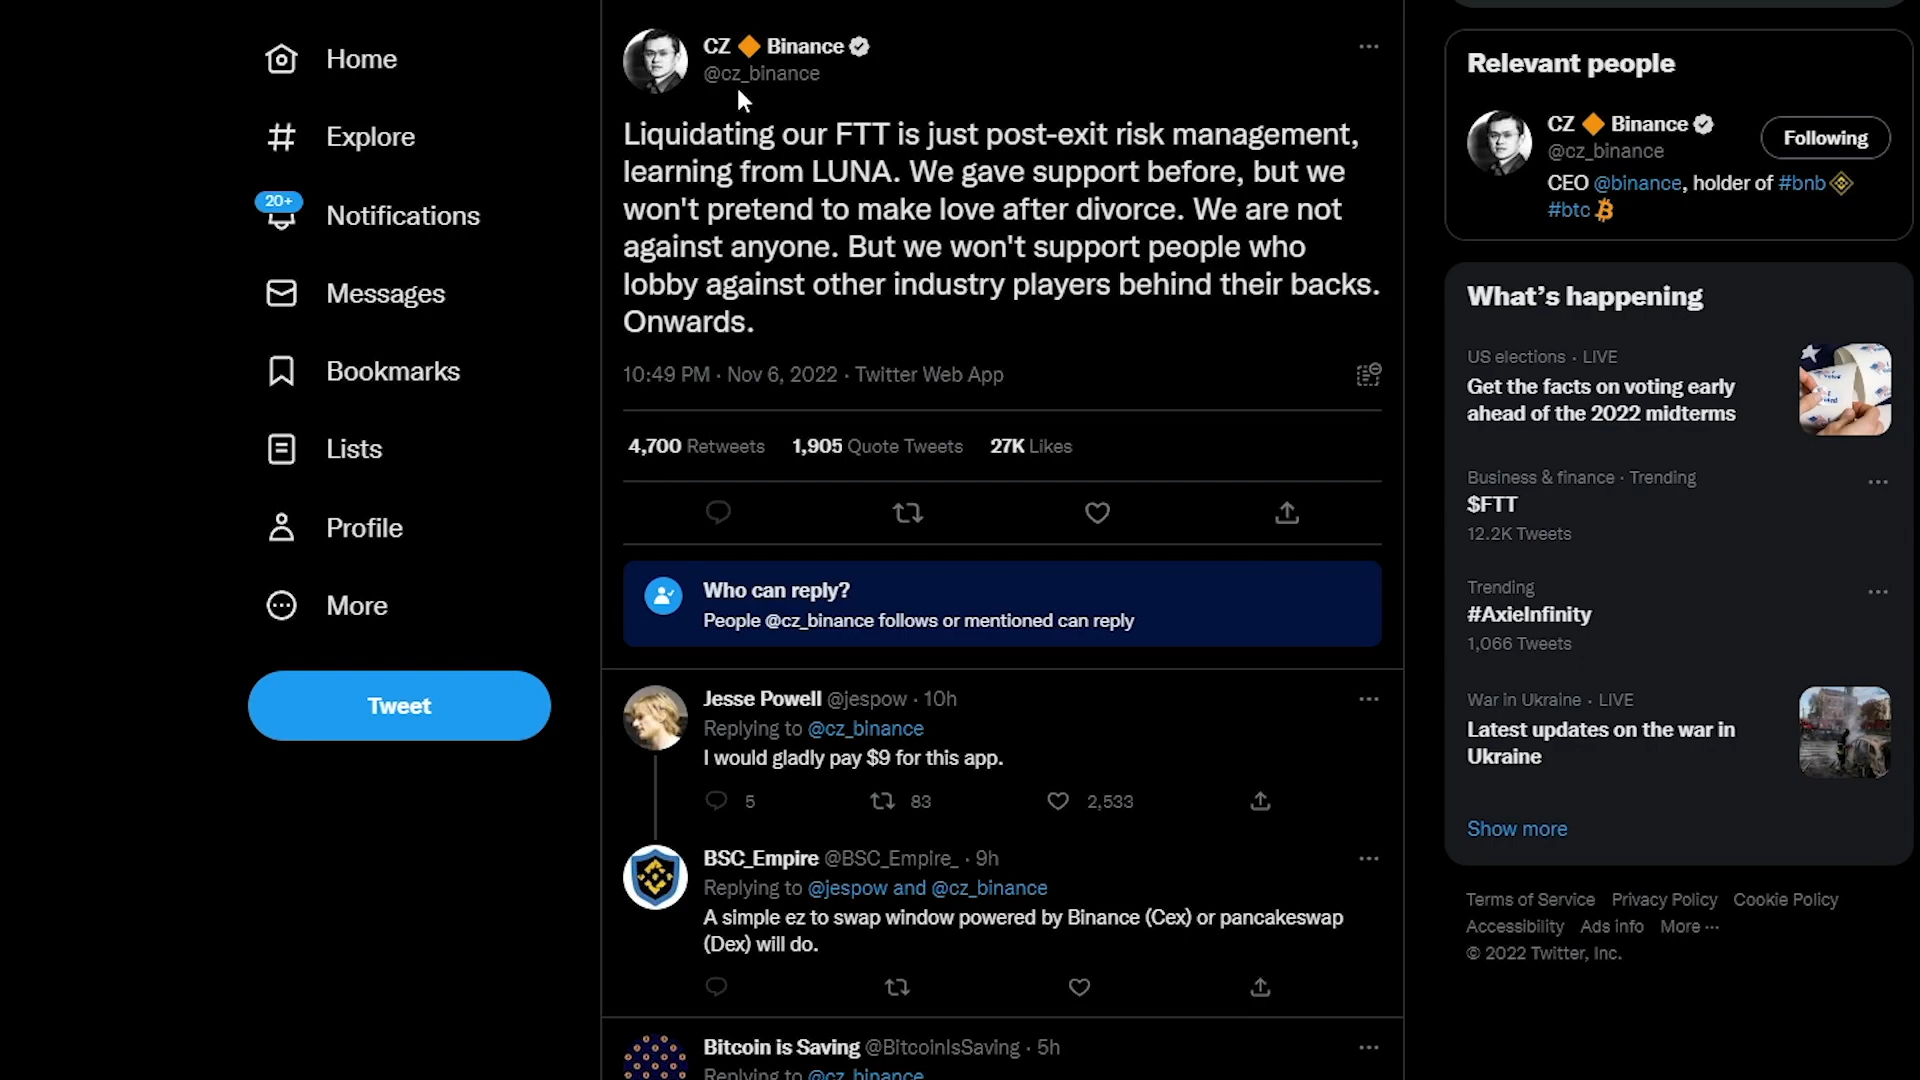 Home
Explore
20+
Notifications
Messages
Bookmarks
Lists
Profile
More
Tweet
CZ 🔶 Binance
@cz_binance
Liquidating our FTT is just post-exit risk management,
learning from LUNA. We gave support before, but we
won't pretend to make love after divorce. We are not
against anyone. But we won't support people who
lobby against other industry players behind their backs.
Onwards.
10:49 PM · Nov 6, 2022 · Twitter Web App
4,700 Retweets 1,905 Quote Tweets 27K Likes
Who can reply?
People @cz_binance follows or mentioned can reply
Jesse Powell @jespow · 10h
Replying to @cz_binance
I would gladly pay $9 for this app.
5 83 2,533
BSC_Empire @BSC_Empire_ · 9h
Replying to @jespow and @cz_binance
A simple ez to swap window powered by Binance (Cex) or pancakeswap
(Dex) will do.
Bitcoin is Saving @BitcoinIsSaving · 5h
Replying to @cz_binance
Relevant people
CZ 🔶 Binance
@cz_binance
Following
CEO @binance, holder of #bnb
#btc
What's happening
US elections · LIVE
Get the facts on voting early
ahead of the 2022 midterms
Business & finance · Trending
$FTT
12.2K Tweets
Trending
#AxieInfinity
1,066 Tweets
War in Ukraine · LIVE
Latest updates on the war in
Ukraine
Show more
Terms of Service Privacy Policy Cookie Policy
Accessibility Ads info More ···
© 2022 Twitter, Inc.